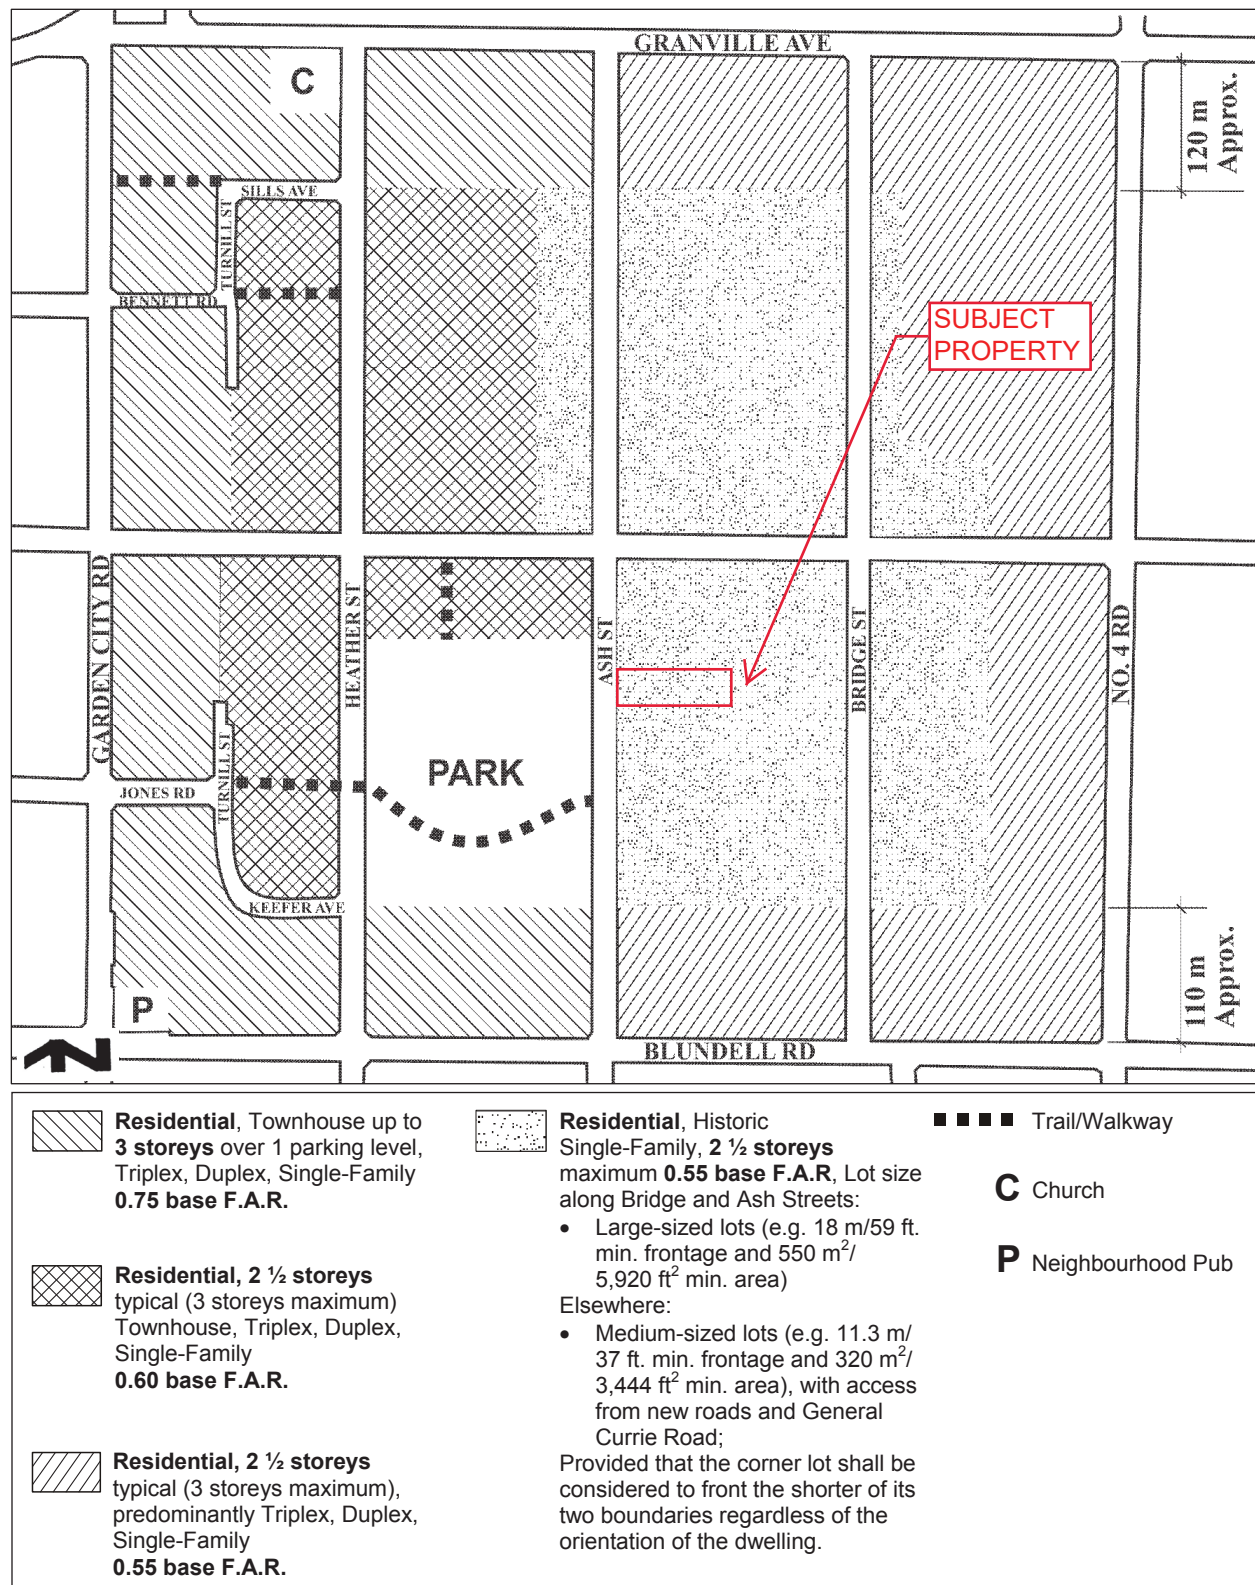 GRANVILLE AVE
C
120 m
Approx.
SILLS AVE
TURNILL ST
BENNETT RD
SUBJECT
PROPERTY
GARDEN CITY RD
HEATHER ST
ASH ST
BRIDGE ST
NO. 4 RD
PARK
JONES RD
TURNILL ST
KEEFER AVE
110 m
Approx.
P
N
BLUNDELL RD
Residential, Townhouse up to
3 storeys over 1 parking level,
Triplex, Duplex, Single-Family
0.75 base F.A.R.
Residential, 2 ½ storeys
typical (3 storeys maximum)
Townhouse, Triplex, Duplex,
Single-Family
0.60 base F.A.R.
Residential, 2 ½ storeys
typical (3 storeys maximum),
predominantly Triplex, Duplex,
Single-Family
0.55 base F.A.R.
Residential, Historic
Single-Family, 2 ½ storeys
maximum 0.55 base F.A.R, Lot size
along Bridge and Ash Streets:
• Large-sized lots (e.g. 18 m/59 ft.
min. frontage and 550 m²/
5,920 ft² min. area)
Elsewhere:
• Medium-sized lots (e.g. 11.3 m/
37 ft. min. frontage and 320 m²/
3,444 ft² min. area), with access
from new roads and General
Currie Road;
Provided that the corner lot shall be
considered to front the shorter of its
two boundaries regardless of the
orientation of the dwelling.
Trail/Walkway
C Church
P Neighbourhood Pub